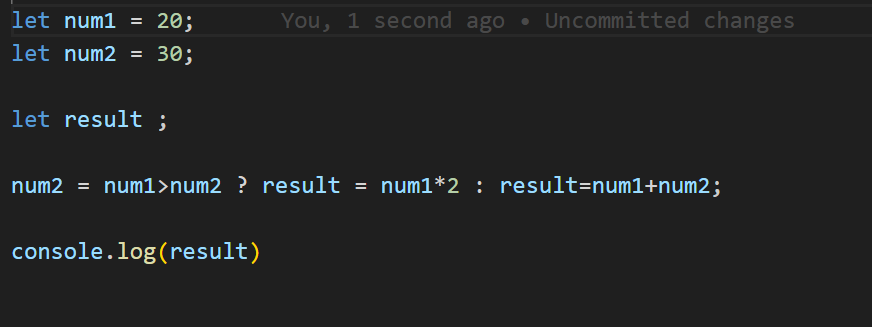 let num1 = 20; You, 1 second ago • Uncommitted changes
let num2 = 30;
let result ;
num2 = num1>num2 ? result = num1*2 : result=num1+num2;
console.log(result)